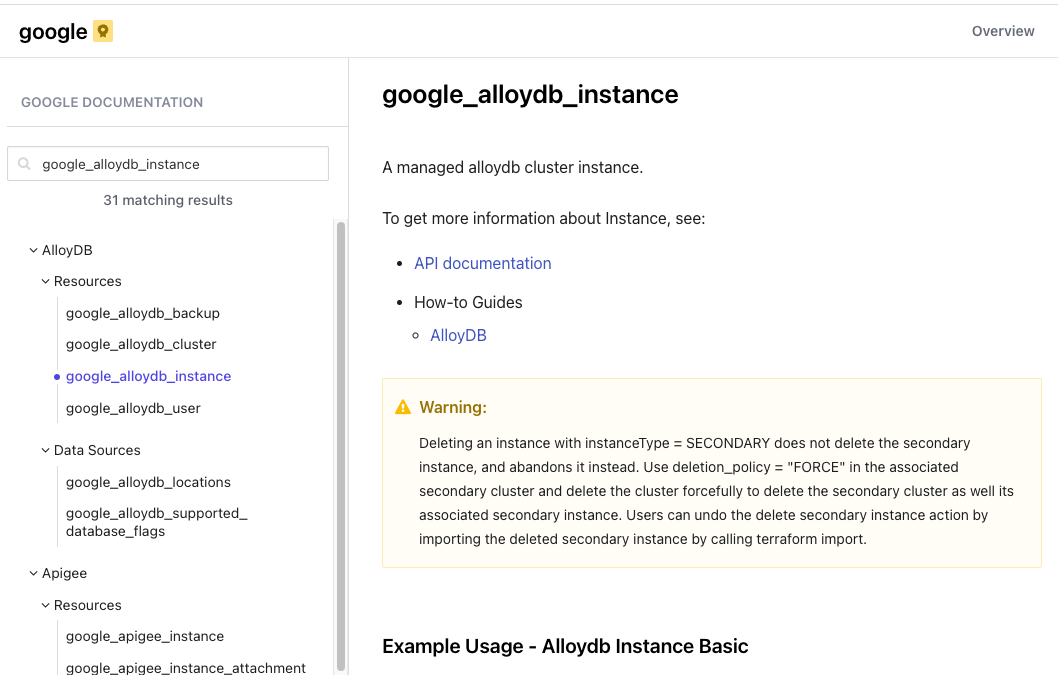 google
Overview
GOOGLE DOCUMENTATION
google_alloydb_instance
31 matching results
AlloyDB
Resources
google_alloydb_backup
google_alloydb_cluster
google_alloydb_instance
google_alloydb_user
Data Sources
google_alloydb_locations
google_alloydb_supported_
database_flags
Apigee
Resources
google_apigee_instance
google_apigee_instance_attachment
google_alloydb_instance
A managed alloydb cluster instance.
To get more information about Instance, see:
• API documentation
• How-to Guides
◦ AlloyDB
Warning:
Deleting an instance with instanceType = SECONDARY does not delete the secondary
instance, and abandons it instead. Use deletion_policy = "FORCE" in the associated
secondary cluster and delete the cluster forcefully to delete the secondary cluster as well its
associated secondary instance. Users can undo the delete secondary instance action by
importing the deleted secondary instance by calling terraform import.
Example Usage - Alloydb Instance Basic